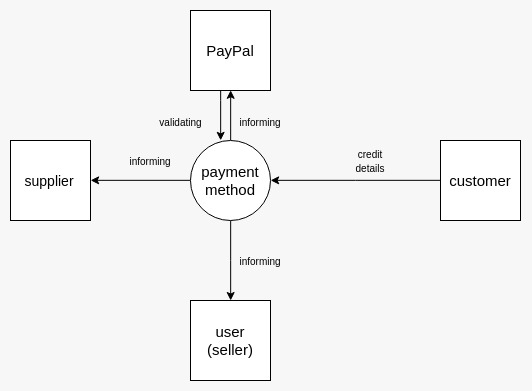 PayPal
validating
informing
informing
payment
method
credit
details
supplier
customer
informing
user
(seller)